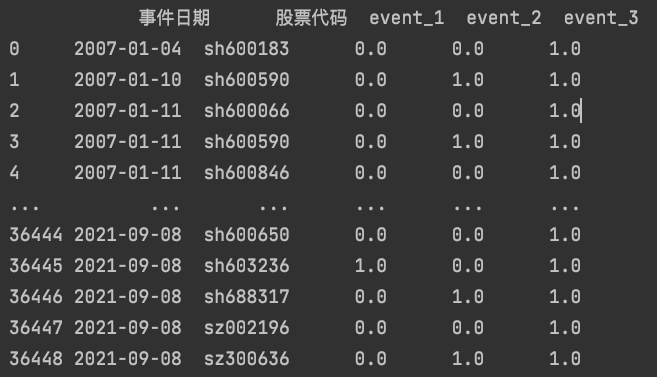 事件日期 股票代码 event_1 event_2 event_3
0 2007-01-04 sh600183 0.0 0.0 1.0
1 2007-01-10 sh600590 0.0 1.0 1.0
2 2007-01-11 sh600066 0.0 0.0 1.0
3 2007-01-11 sh600590 0.0 1.0 1.0
4 2007-01-11 sh600846 0.0 0.0 1.0
... ... ... ... ... ...
36444 2021-09-08 sh600650 0.0 0.0 1.0
36445 2021-09-08 sh603236 1.0 0.0 1.0
36446 2021-09-08 sh688317 0.0 1.0 1.0
36447 2021-09-08 sz002196 0.0 0.0 1.0
36448 2021-09-08 sz300636 0.0 1.0 1.0